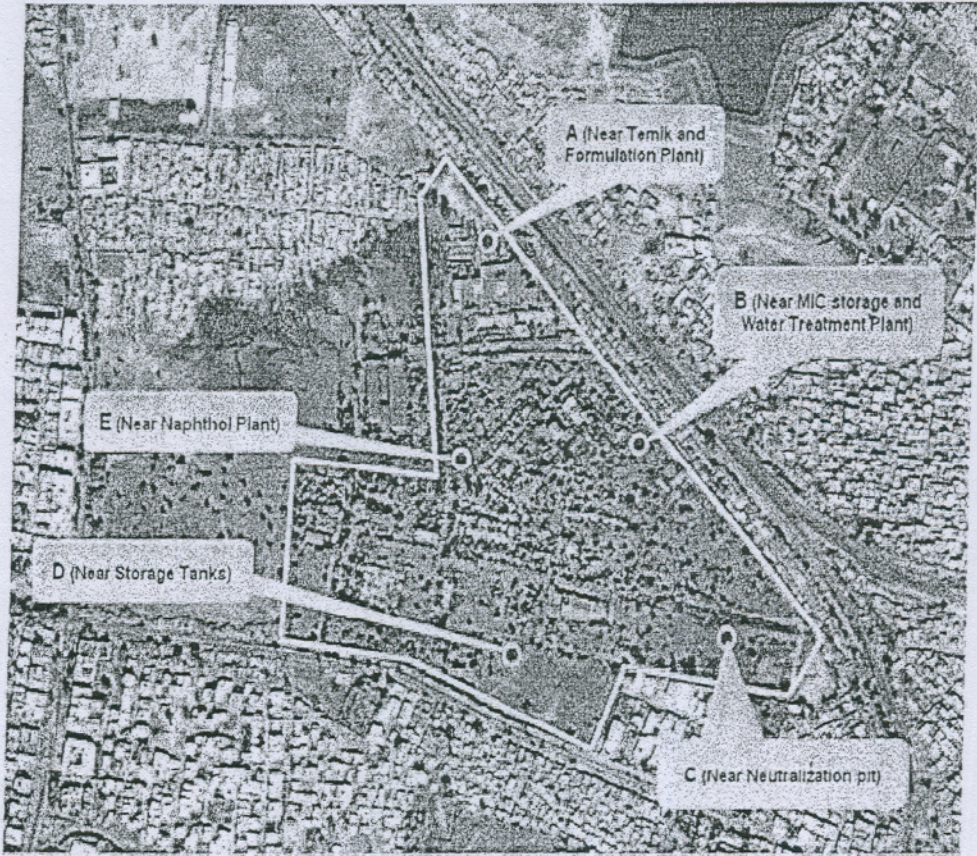 A (Near Temik and
Formulation Plant)
B (Near MIC storage and
Water Treatment Plant)
E (Near Naphthol Plant)
D (Near Storage Tanks)
C (Near Neutralization pit)